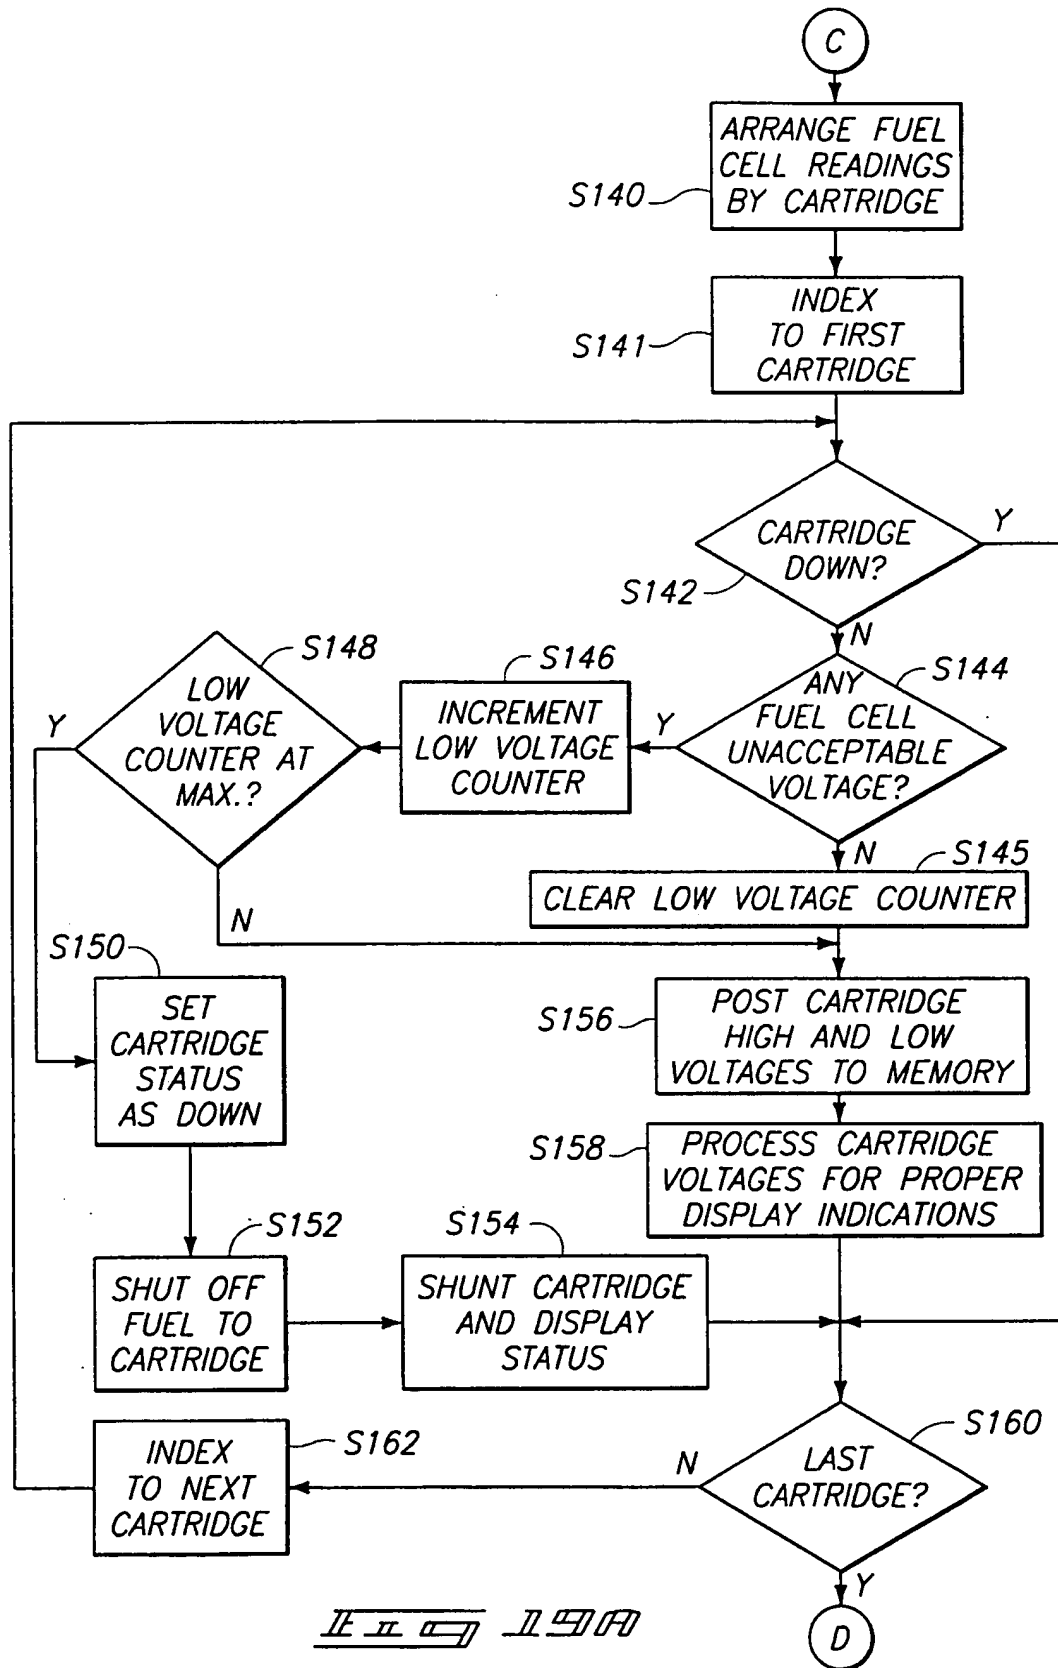 C
ARRANGE FUEL
CELL READINGS
BY CARTRIDGE
S140
INDEX
TO FIRST
CARTRIDGE
S141
CARTRIDGE
DOWN?
Y
S142
N
S148
S146
S144
LOW
VOLTAGE
COUNTER AT
MAX.?
Y
INCREMENT
LOW VOLTAGE
COUNTER
Y
ANY
FUEL CELL
UNACCEPTABLE
VOLTAGE?
N
S145
CLEAR LOW VOLTAGE COUNTER
N
S150
SET
CARTRIDGE
STATUS
AS DOWN
S156
POST CARTRIDGE
HIGH AND LOW
VOLTAGES TO MEMORY
S158
PROCESS CARTRIDGE
VOLTAGES FOR PROPER
DISPLAY INDICATIONS
S152
S154
SHUT OFF
FUEL TO
CARTRIDGE
SHUNT CARTRIDGE
AND DISPLAY
STATUS
S162
INDEX
TO NEXT
CARTRIDGE
N
LAST
CARTRIDGE?
S160
Y
D
FIG 19A